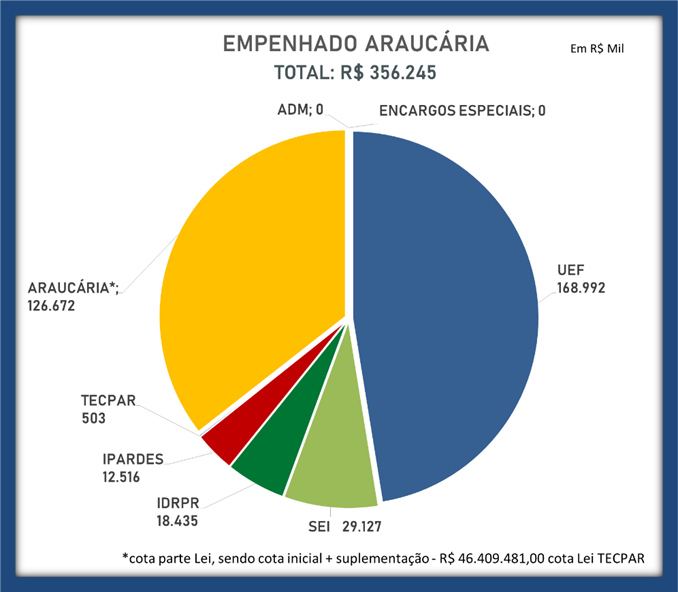 EMPENHADO ARAUCÁRIA
Em R$ Mil
TOTAL: R$ 356.245
ADM; 0
ENCARGOS ESPECIAIS; 0
UEF
168.992
ARAUCÁRIA*;
126.672
TECPAR
503
IPARDES
12.516
IDRPR
18.435
SEI 29.127
*cota parte Lei, sendo cota inicial + suplementação - R$ 46.409.481,00 cota Lei TECPAR